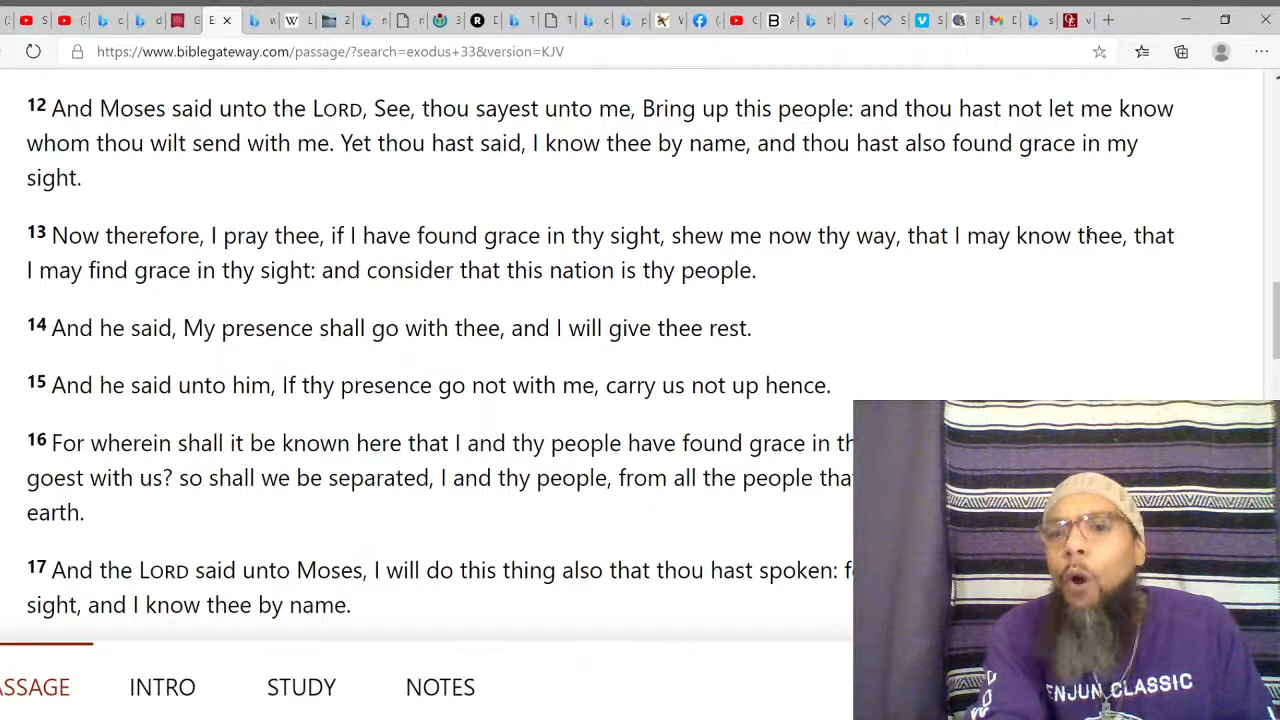 https://www.biblegateway.com/passage/?search=exodus+33&version=KJV
12 And Moses said unto the LORD, See, thou sayest unto me, Bring up this people: and thou hast not let me know
whom thou wilt send with me. Yet thou hast said, I know thee by name, and thou hast also found grace in my
sight.
13 Now therefore, I pray thee, if I have found grace in thy sight, shew me now thy way, that I may know thee, that
I may find grace in thy sight: and consider that this nation is thy people.
14 And he said, My presence shall go with thee, and I will give thee rest.
15 And he said unto him, If thy presence go not with me, carry us not up hence.
16 For wherein shall it be known here that I and thy people have found grace in th
goest with us? so shall we be separated, I and thy people, from all the people that
earth.
17 And the LORD said unto Moses, I will do this thing also that thou hast spoken: f
sight, and I know thee by name.
ASSAGE INTRO STUDY NOTES
ENJUN CLASSIC